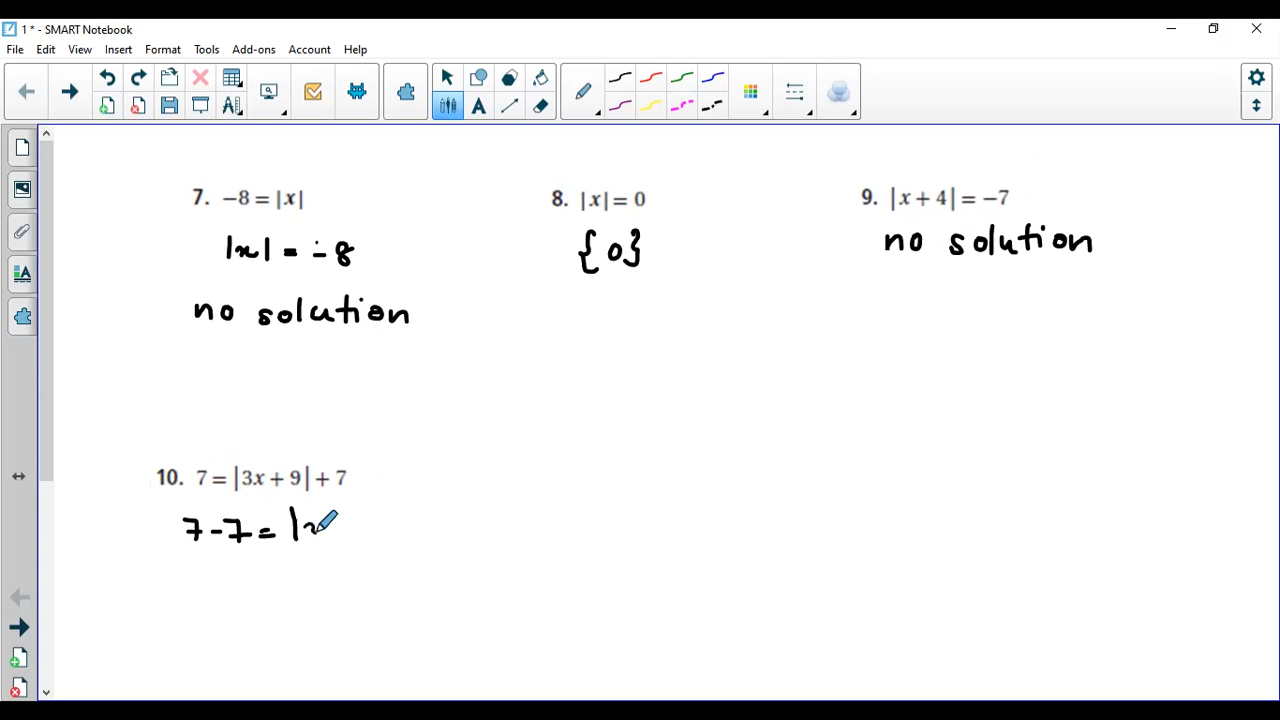 1 * - SMART Notebook
File Edit View Insert Format Tools Add-ons Account Help
7. −8 = |x|
8. |x| = 0
9. |x + 4| = −7
|x| = -8
{0}
no solution
no solution
10. 7 = |3x + 9| + 7
7-7 = |